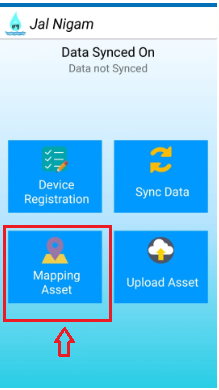 Jal Nigam
Data Synced On
Data not Synced
Device
Registration
Sync Data
Mapping
Asset
Upload Asset